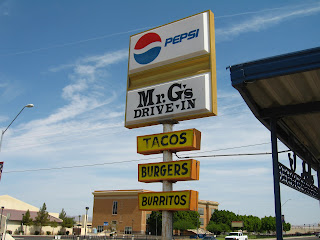 PEPSI
Mr. G's
DRIVE-IN
TACOS
BURGERS
BURRITOS